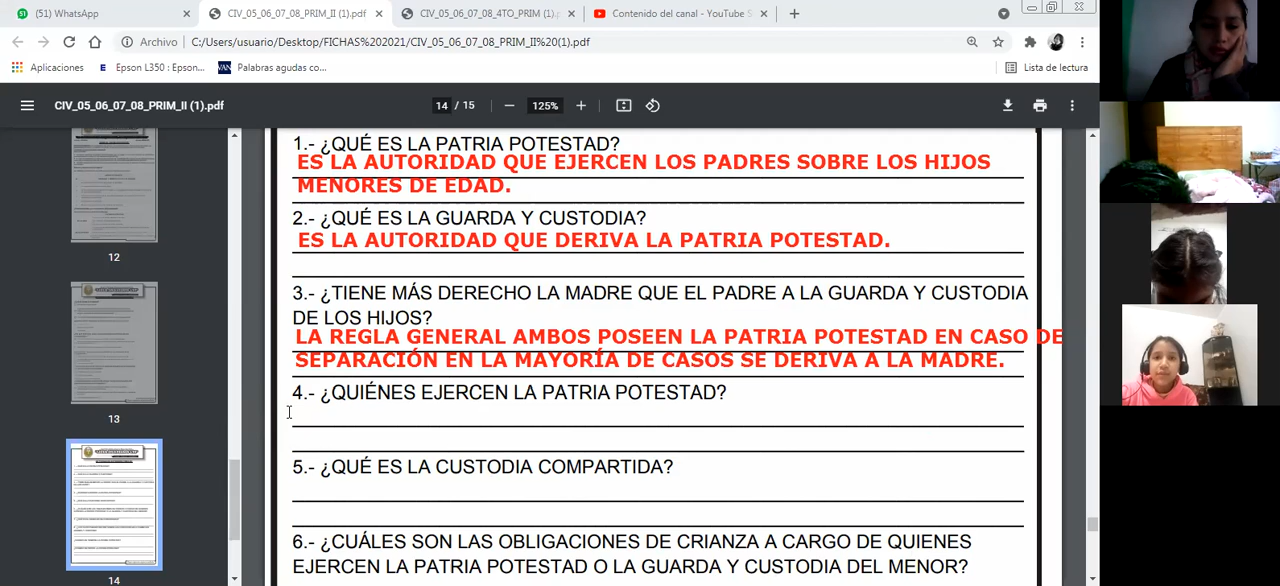 (51) WhatsApp
CIV_05_06_07_08_PRIM_II (1).pdf
CIV_05_06_07_08_4TO_PRIM (1).p
Contenido del canal - YouTube S
Archivo
C:/Users/usuario/Desktop/FICHAS%202021/CIV_05_06_07_08_PRIM_II%20(1).pdf
Aplicaciones
Epson L350 : Epson...
Palabras agudas co...
Lista de lectura
CIV_05_06_07_08_PRIM_II (1).pdf
14 / 15
125%
12
13
14
1.- ¿QUÉ ES LA PATRIA POTESTAD?
ES LA AUTORIDAD QUE EJERCEN LOS PADRES SOBRE LOS HIJOS
MENORES DE EDAD.
2.- ¿QUÉ ES LA GUARDA Y CUSTODIA?
ES LA AUTORIDAD QUE DERIVA LA PATRIA POTESTAD.
3.- ¿TIENE MÁS DERECHO LA MADRE QUE EL PADRE A LA GUARDA Y CUSTODIA
DE LOS HIJOS?
LA REGLA GENERAL AMBOS POSEEN LA PATRIA POTESTAD EN CASO DE
SEPARACIÓN EN LA MAYORÍA DE CASOS SE DERIVA A LA MADRE.
4.- ¿QUIÉNES EJERCEN LA PATRIA POTESTAD?
5.- ¿QUÉ ES LA CUSTODIA COMPARTIDA?
6.- ¿CUÁLES SON LAS OBLIGACIONES DE CRIANZA A CARGO DE QUIENES
EJERCEN LA PATRIA POTESTAD O LA GUARDA Y CUSTODIA DEL MENOR?